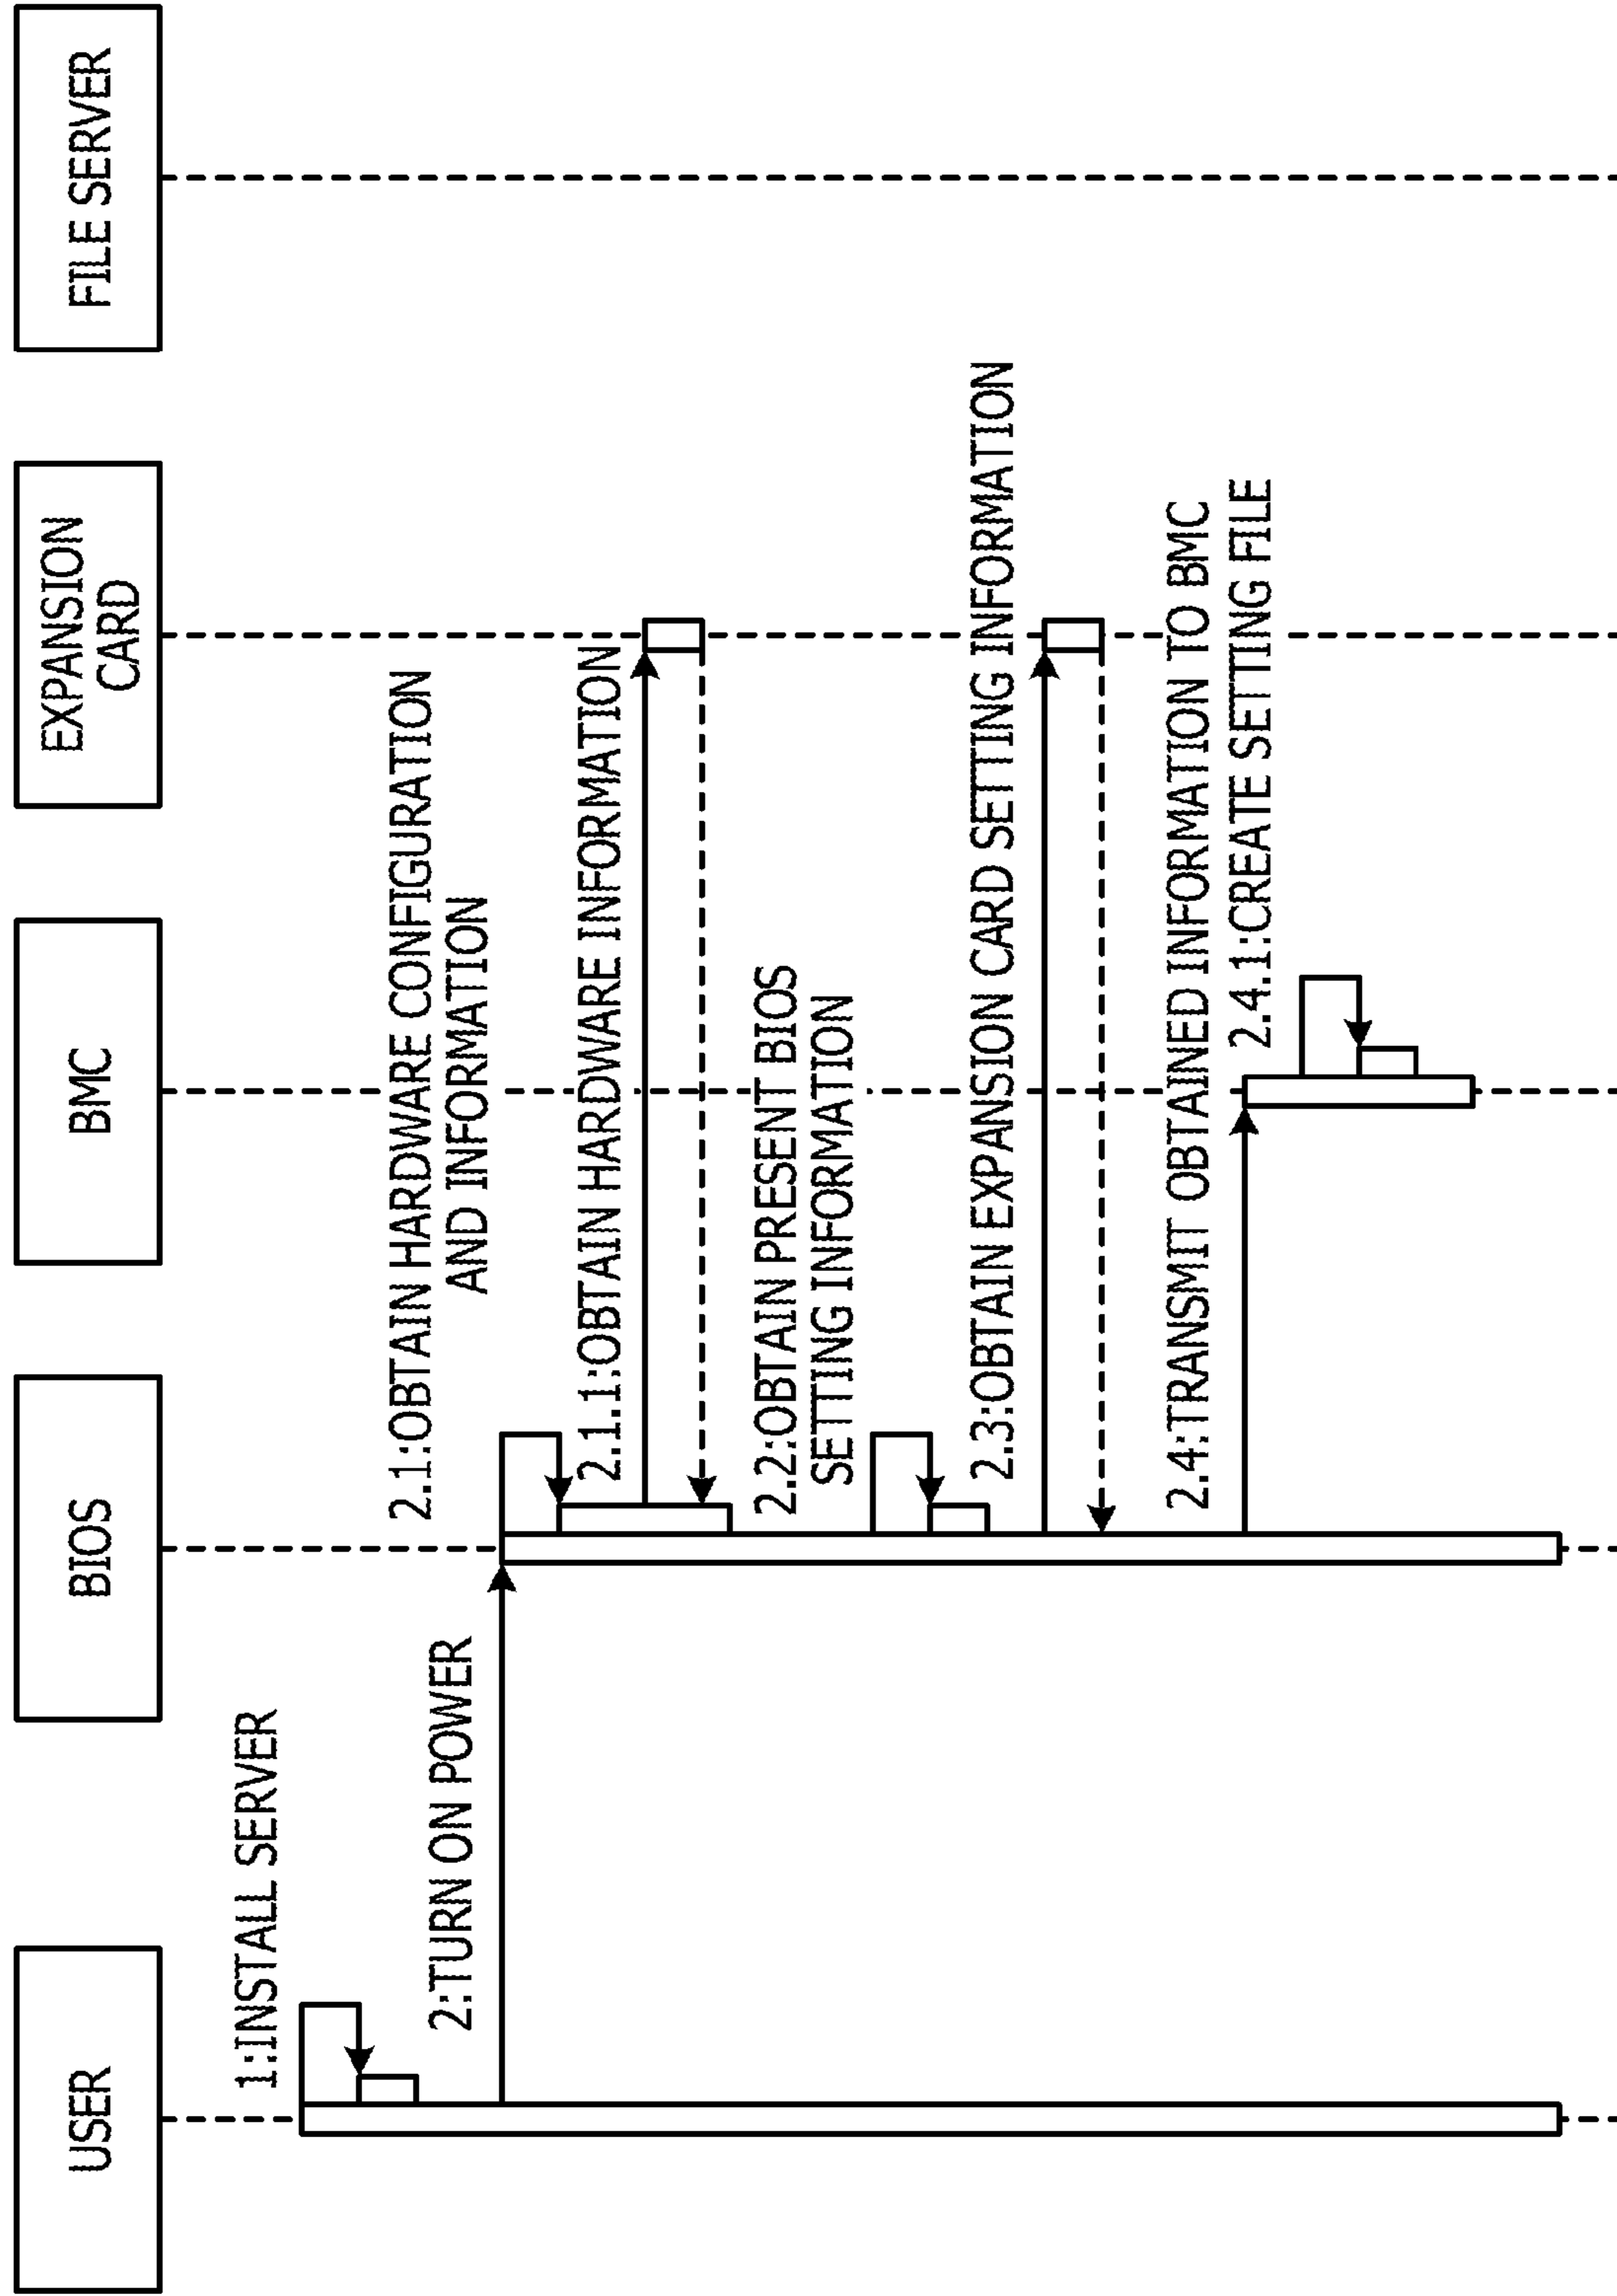 USER
BIOS
BMC
EXPANSION
CARD
FILE SERVER
1:INSTALL SERVER
2:TURN ON POWER
2.1:OBTAIN HARDWARE CONFIGURATION
AND INFORMATION
2.1.1:OBTAIN HARDWARE INFORMATION
2.2:OBTAIN PRESENT BIOS
SETTING INFORMATION
2.3:OBTAIN EXPANSION CARD SETTING INFORMATION
2.4:TRANSMIT OBTAINED INFORMATION TO BMC
2.4.1:CREATE SETTING FILE